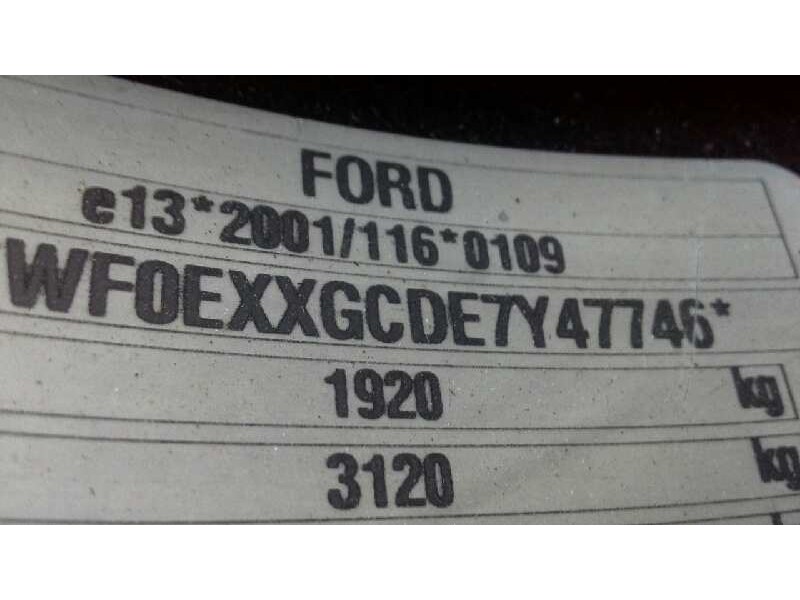 FORD
e13*2001/116*0109
WF0EXXGCDE7Y47746*
1920 kg
3120 kg